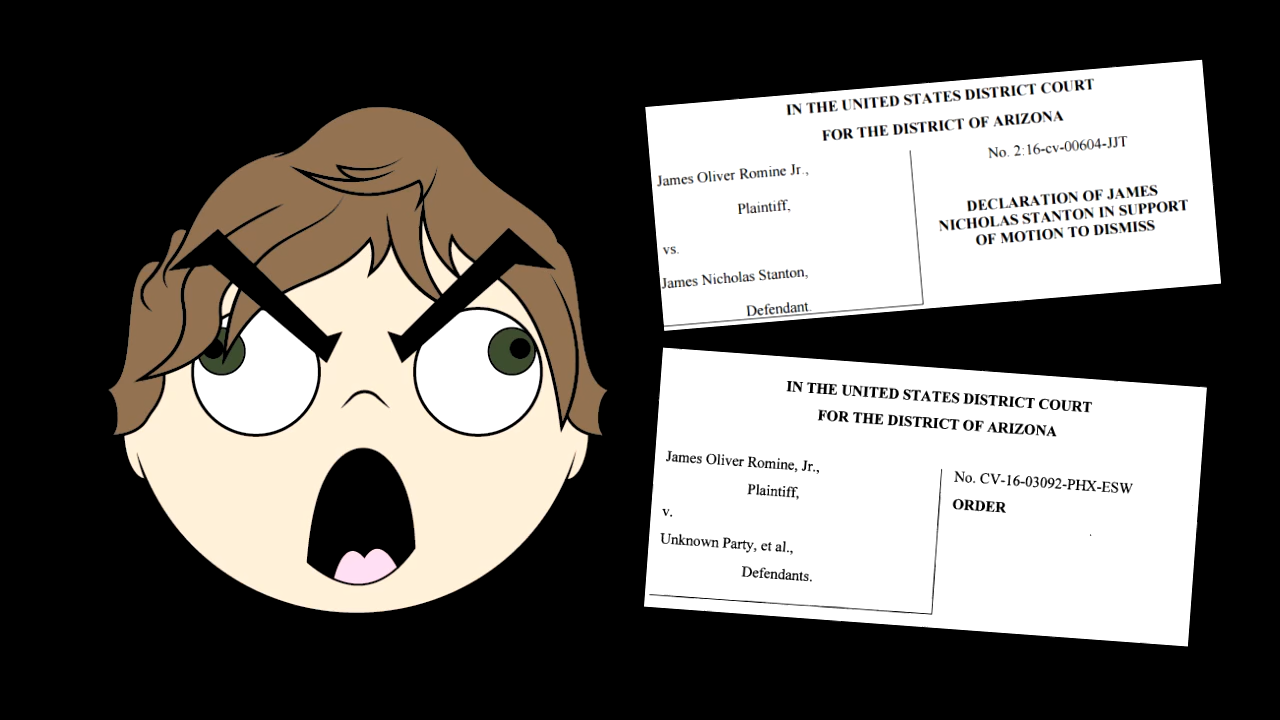 IN THE UNITED STATES DISTRICT COURT
FOR THE DISTRICT OF ARIZONA
James Oliver Romine Jr.,
Plaintiff,
vs.
James Nicholas Stanton,
Defendant.
No. 2:16-cv-00604-JJT
DECLARATION OF JAMES
NICHOLAS STANTON IN SUPPORT
OF MOTION TO DISMISS
IN THE UNITED STATES DISTRICT COURT
FOR THE DISTRICT OF ARIZONA
James Oliver Romine, Jr.,
Plaintiff,
v.
Unknown Party, et al.,
Defendants.
No. CV-16-03092-PHX-ESW
ORDER